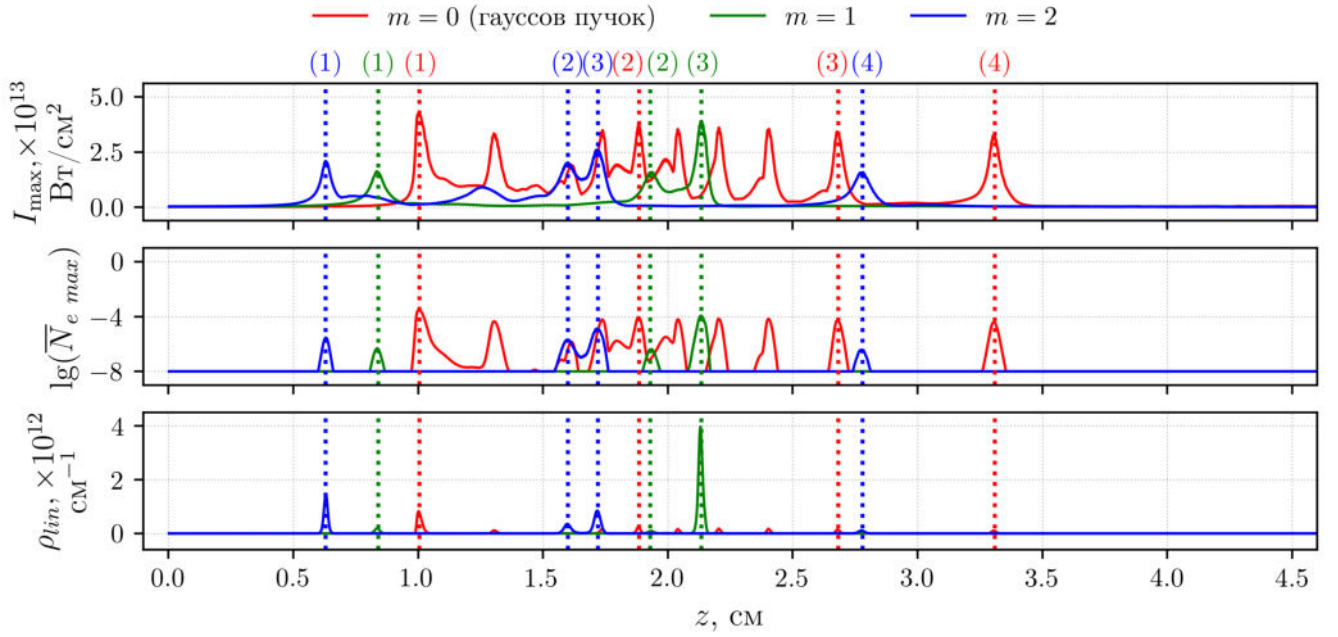 m = 0 (гауссов пучок) m = 1 m = 2
(1) (1) (1) (2) (3) (2) (2) (3) (3) (4) (4)
I_max, ×10^13
Вт/см^2
5.0
2.5
0.0
lg(N̅_e max)
0
−4
−8
ρ_lin, ×10^12
см^−1
4
2
0
0.0 0.5 1.0 1.5 2.0 2.5 3.0 3.5 4.0 4.5
z, см